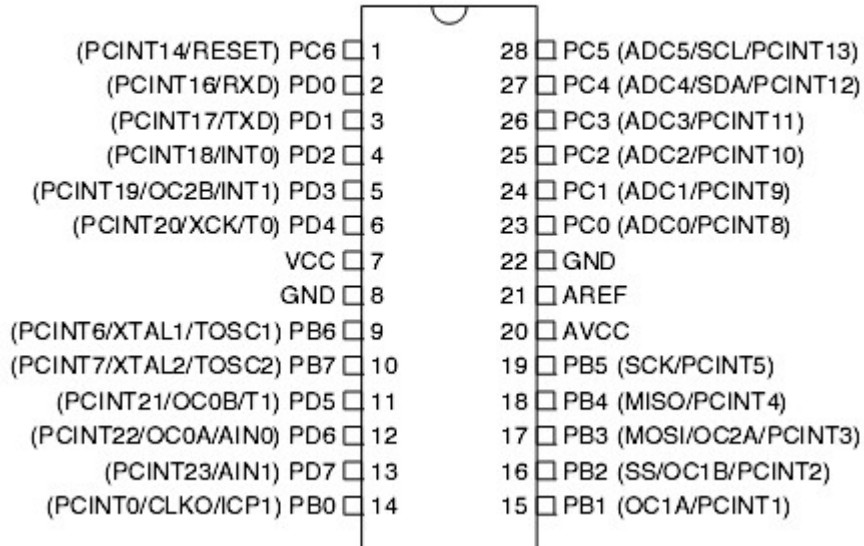 (PCINT14/RESET) PC6 1 28 PC5 (ADC5/SCL/PCINT13)
(PCINT16/RXD) PD0 2 27 PC4 (ADC4/SDA/PCINT12)
(PCINT17/TXD) PD1 3 26 PC3 (ADC3/PCINT11)
(PCINT18/INT0) PD2 4 25 PC2 (ADC2/PCINT10)
(PCINT19/OC2B/INT1) PD3 5 24 PC1 (ADC1/PCINT9)
(PCINT20/XCK/T0) PD4 6 23 PC0 (ADC0/PCINT8)
VCC 7 22 GND
GND 8 21 AREF
(PCINT6/XTAL1/TOSC1) PB6 9 20 AVCC
(PCINT7/XTAL2/TOSC2) PB7 10 19 PB5 (SCK/PCINT5)
(PCINT21/OC0B/T1) PD5 11 18 PB4 (MISO/PCINT4)
(PCINT22/OC0A/AIN0) PD6 12 17 PB3 (MOSI/OC2A/PCINT3)
(PCINT23/AIN1) PD7 13 16 PB2 (SS/OC1B/PCINT2)
(PCINT0/CLKO/ICP1) PB0 14 15 PB1 (OC1A/PCINT1)